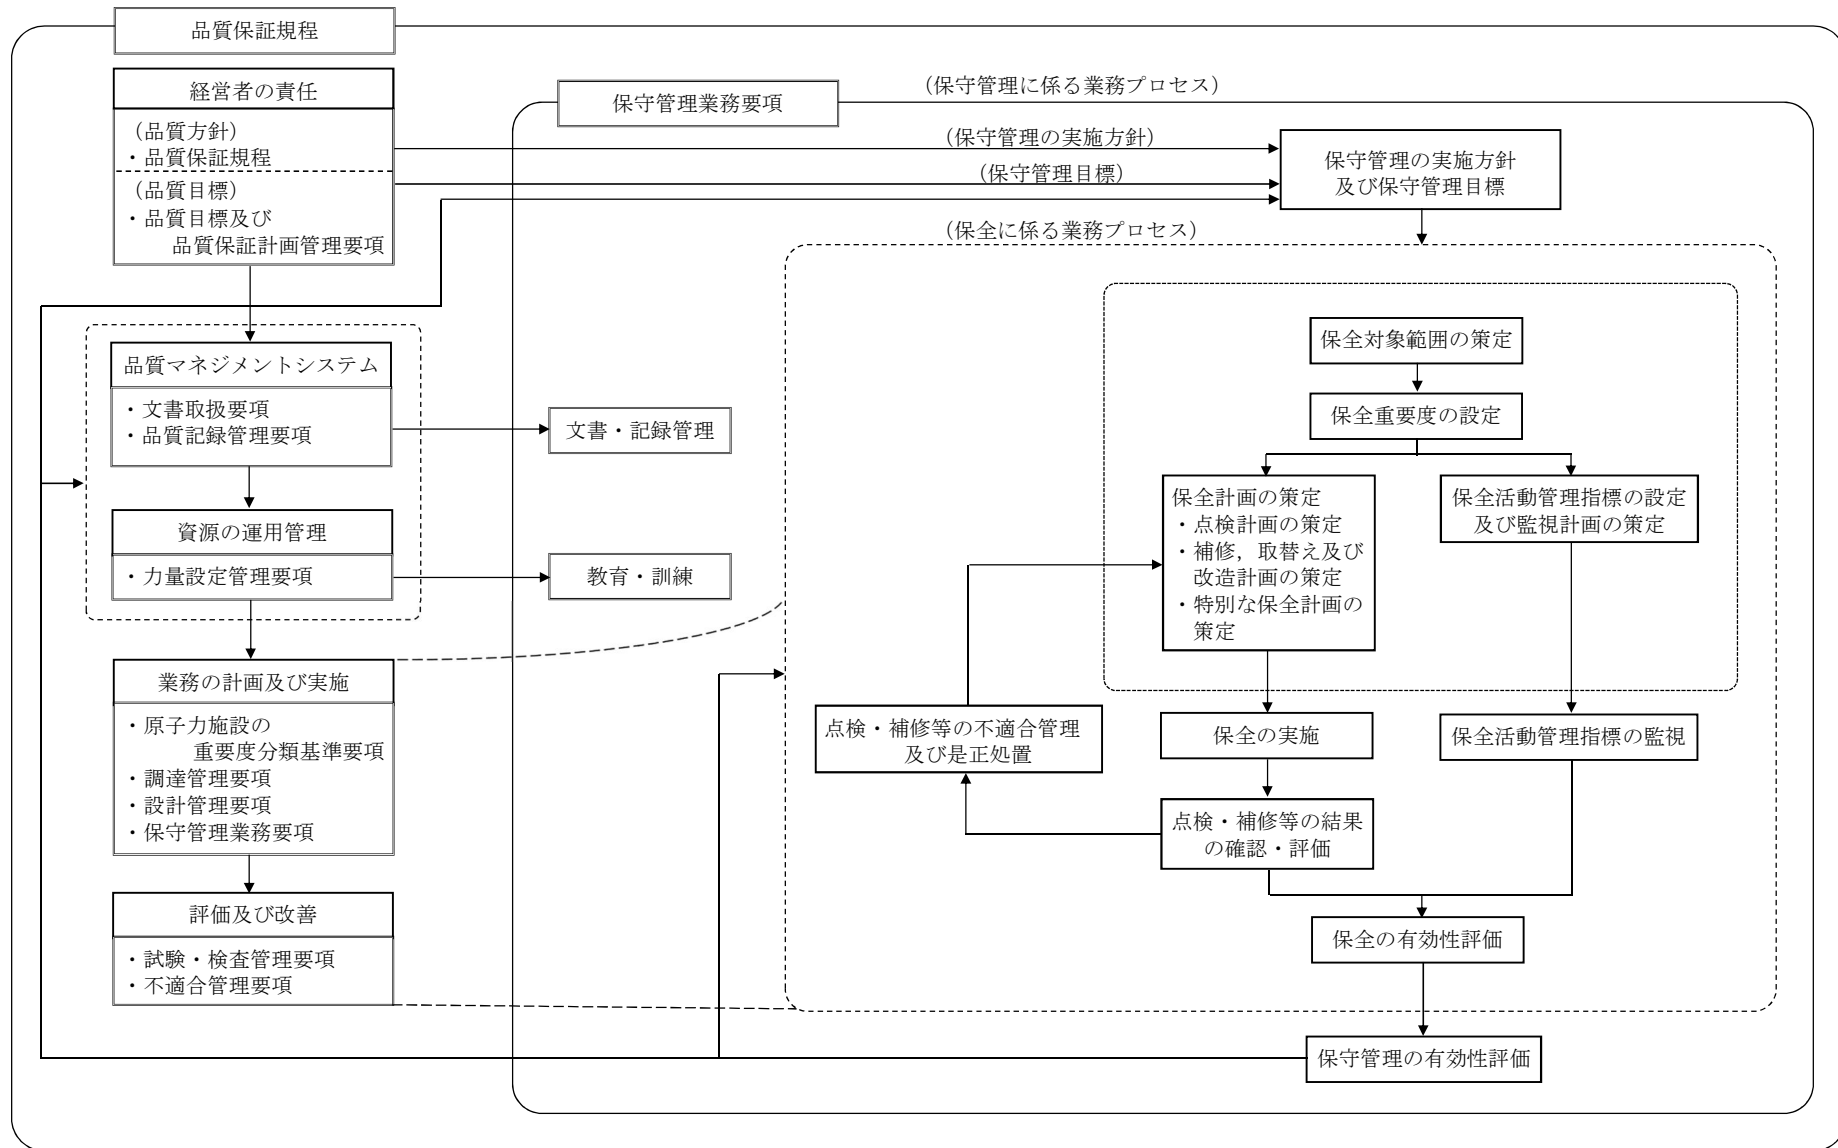 品質保証規程
経営者の責任
（品質方針）
・品質保証規程
（品質目標）
・品質目標及び
品質保証計画管理要項
品質マネジメントシステム
・文書取扱要項
・品質記録管理要項
資源の運用管理
・力量設定管理要項
業務の計画及び実施
・原子力施設の
重要度分類基準要項
・調達管理要項
・設計管理要項
・保守管理業務要項
評価及び改善
・試験・検査管理要項
・不適合管理要項
保守管理業務要項
（保守管理に係る業務プロセス）
（保守管理の実施方針）
（保守管理目標）
保守管理の実施方針
及び保守管理目標
（保全に係る業務プロセス）
文書・記録管理
教育・訓練
保全対象範囲の策定
保全重要度の設定
保全計画の策定
・点検計画の策定
・補修，取替え及び
改造計画の策定
・特別な保全計画の
策定
保全活動管理指標の設定
及び監視計画の策定
点検・補修等の不適合管理
及び是正処置
保全の実施
保全活動管理指標の監視
点検・補修等の結果
の確認・評価
保全の有効性評価
保守管理の有効性評価